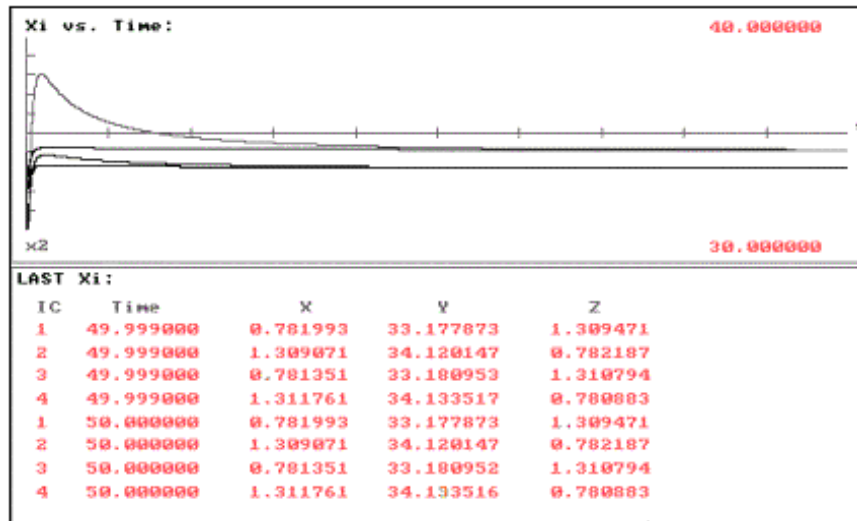 Xi vs. Time: 40.000000
x2 30.000000
LAST Xi:
IC Time X Y Z
1 49.999000 0.781993 33.177873 1.309471
2 49.999000 1.309071 34.120147 0.782187
3 49.999000 0.781351 33.180953 1.310794
4 49.999000 1.311761 34.133517 0.780883
1 50.000000 0.781993 33.177873 1.309471
2 50.000000 1.309071 34.120147 0.782187
3 50.000000 0.781351 33.180952 1.310794
4 50.000000 1.311761 34.133516 0.780883